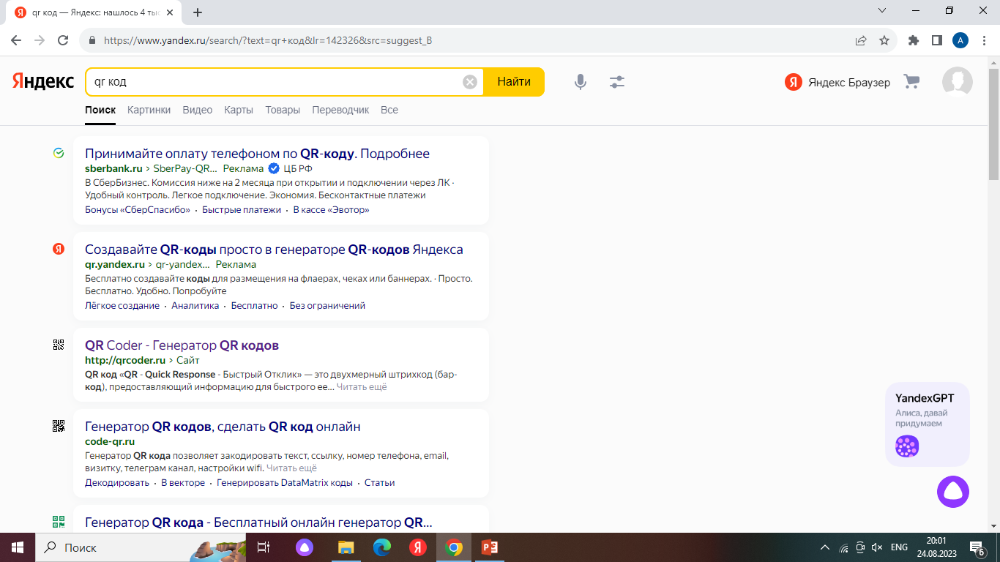 qr код — Яндекс: нашлось 4 тыс
https://www.yandex.ru/search/?text=qr+код&lr=142326&src=suggest_B
A
Яндекс
qr код
Найти
Я Яндекс Браузер
Поиск Картинки Видео Карты Товары Переводчик Все
Принимайте оплату телефоном по QR-коду. Подробнее
sberbank.ru › SberPay-QR... Реклама ЦБ РФ
В СберБизнес. Комиссия ниже на 2 месяца при открытии и подключении через ЛК ·
Удобный контроль. Легкое подключение. Экономия. Бесконтактные платежи
Бонусы «СберСпасибо» · Быстрые платежи · В кассе «Эвотор»
Создавайте QR-коды просто в генераторе QR-кодов Яндекса
qr.yandex.ru › qr-yandex... Реклама
Бесплатно создавайте коды для размещения на флаерах, чеках или баннерах. · Просто.
Бесплатно. Удобно. Попробуйте
Лёгкое создание · Аналитика · Бесплатно · Без ограничений
QR Coder - Генератор QR кодов
http://qrcoder.ru › Сайт
QR код «QR - Quick Response - Быстрый Отклик» — это двухмерный штрихкод (бар-
код), предоставляющий информацию для быстрого ее... Читать ещё
Генератор QR кодов, сделать QR код онлайн
code-qr.ru
Генератор QR кода позволяет закодировать текст, ссылку, номер телефона, email,
визитку, телеграм канал, настройки wifi. Читать ещё
Декодировать · В векторе · Генерировать DataMatrix коды · Статьи
Генератор QR кода - Бесплатный онлайн генератор QR...
YandexGPT
Алиса, давай
придумаем
Поиск
ENG
20:01
24.08.2023
6